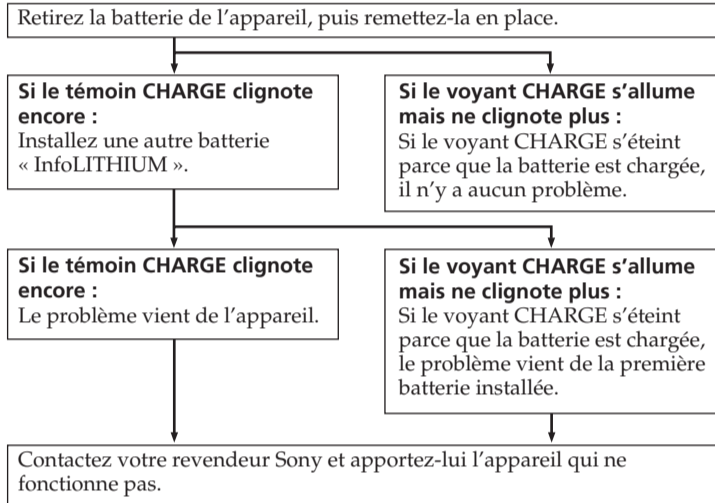 Retirez la batterie de l'appareil, puis remettez-la en place.
Si le témoin CHARGE clignote
encore :
Installez une autre batterie
« InfoLITHIUM ».
Si le voyant CHARGE s'allume
mais ne clignote plus :
Si le voyant CHARGE s'éteint
parce que la batterie est chargée,
il n'y a aucun problème.
Si le témoin CHARGE clignote
encore :
Le problème vient de l'appareil.
Si le voyant CHARGE s'allume
mais ne clignote plus :
Si le voyant CHARGE s'éteint
parce que la batterie est chargée,
le problème vient de la première
batterie installée.
Contactez votre revendeur Sony et apportez-lui l'appareil qui ne
fonctionne pas.